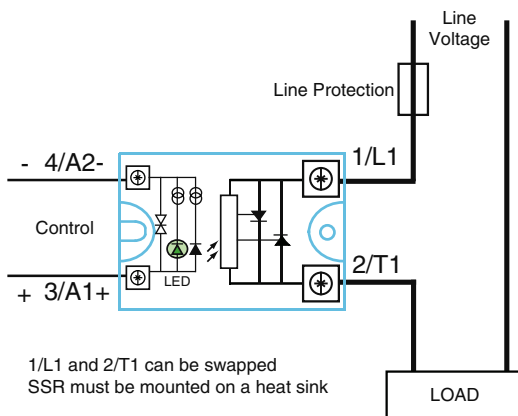 Line
Voltage
Line Protection
1/L1
- 4/A2-
Control
LED
+ 3/A1+
2/T1
1/L1 and 2/T1 can be swapped
SSR must be mounted on a heat sink
LOAD